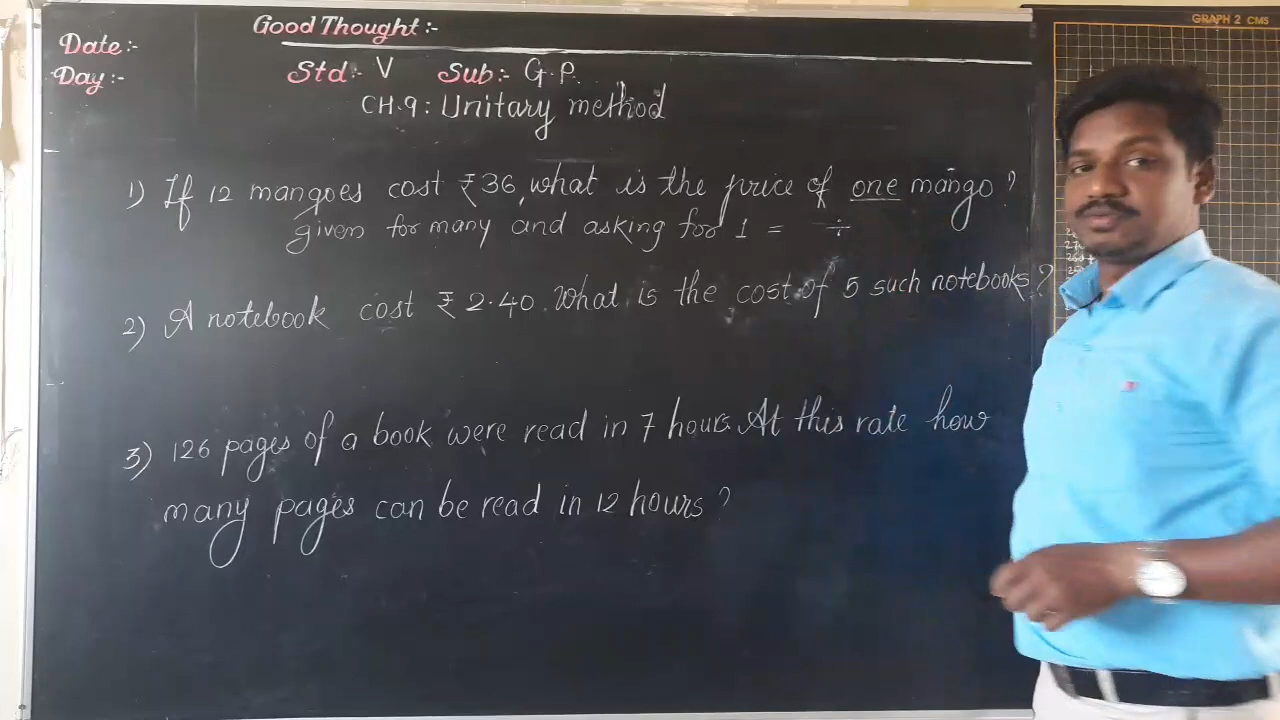 Good Thought :-
Date:-
Day:-
Std:- V Sub:- G.P.
CH.9: Unitary method
1) If 12 mangoes cost ₹36, what is the price of one mango?
given for many and asking for 1 = ÷
2) A notebook cost ₹2.40. What is the cost of 5 such notebooks?
3) 126 pages of a book were read in 7 hours. At this rate how
many pages can be read in 12 hours?
GRAPH 2 CMS